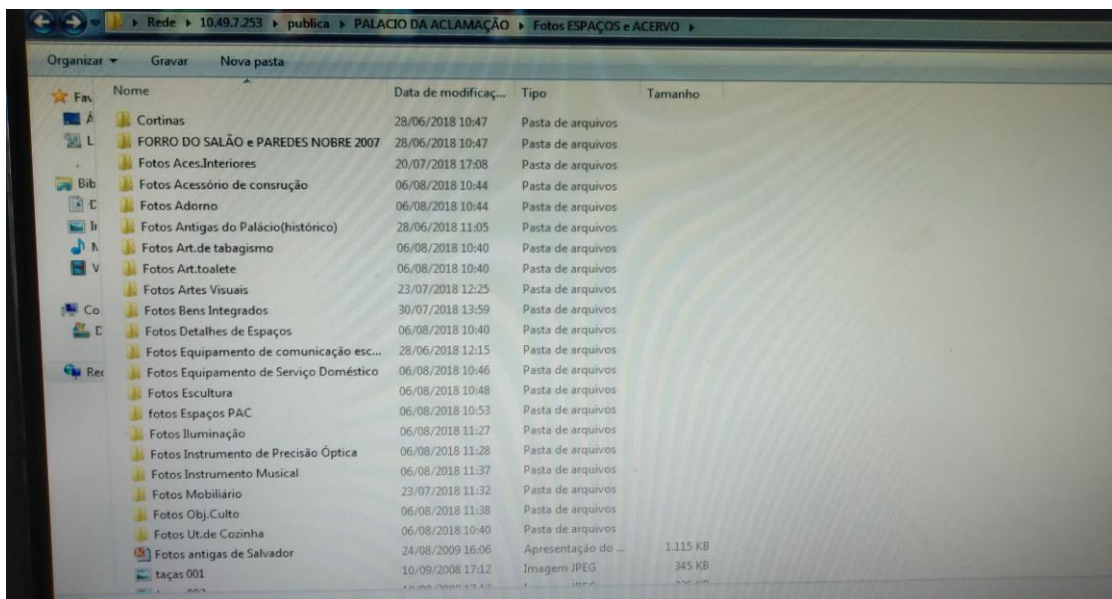 Rede ▸ 10.49.7.253 ▸ publica ▸ PALACIO DA ACLAMAÇÃO ▸ Fotos ESPAÇOS e ACERVO
Organizar Gravar Nova pasta
Nome Data de modificaç... Tipo Tamanho
Cortinas 28/06/2018 10:47 Pasta de arquivos
FORRO DO SALÃO e PAREDES NOBRE 2007 28/06/2018 10:47 Pasta de arquivos
Fotos Aces.Interiores 20/07/2018 17:08 Pasta de arquivos
Fotos Acessório de consrução 06/08/2018 10:44 Pasta de arquivos
Fotos Adorno 06/08/2018 10:44 Pasta de arquivos
Fotos Antigas do Palácio(histórico) 28/06/2018 11:05 Pasta de arquivos
Fotos Art.de tabagismo 06/08/2018 10:40 Pasta de arquivos
Fotos Art.toalete 06/08/2018 10:40 Pasta de arquivos
Fotos Artes Visuais 23/07/2018 12:25 Pasta de arquivos
Fotos Bens Integrados 30/07/2018 13:59 Pasta de arquivos
Fotos Detalhes de Espaços 06/08/2018 10:40 Pasta de arquivos
Fotos Equipamento de comunicação esc... 28/06/2018 12:15 Pasta de arquivos
Fotos Equipamento de Serviço Doméstico 06/08/2018 10:46 Pasta de arquivos
Fotos Escultura 06/08/2018 10:48 Pasta de arquivos
fotos Espaços PAC 06/08/2018 10:53 Pasta de arquivos
Fotos Iluminação 06/08/2018 11:27 Pasta de arquivos
Fotos Instrumento de Precisão Óptica 06/08/2018 11:28 Pasta de arquivos
Fotos Instrumento Musical 06/08/2018 11:37 Pasta de arquivos
Fotos Mobiliário 23/07/2018 11:32 Pasta de arquivos
Fotos Obj.Culto 06/08/2018 11:38 Pasta de arquivos
Fotos Ut.de Cozinha 06/08/2018 10:40 Pasta de arquivos
Fotos antigas de Salvador 24/08/2009 16:06 Apresentação do ... 1.115 KB
taças 001 10/09/2008 17:12 Imagem JPEG 345 KB